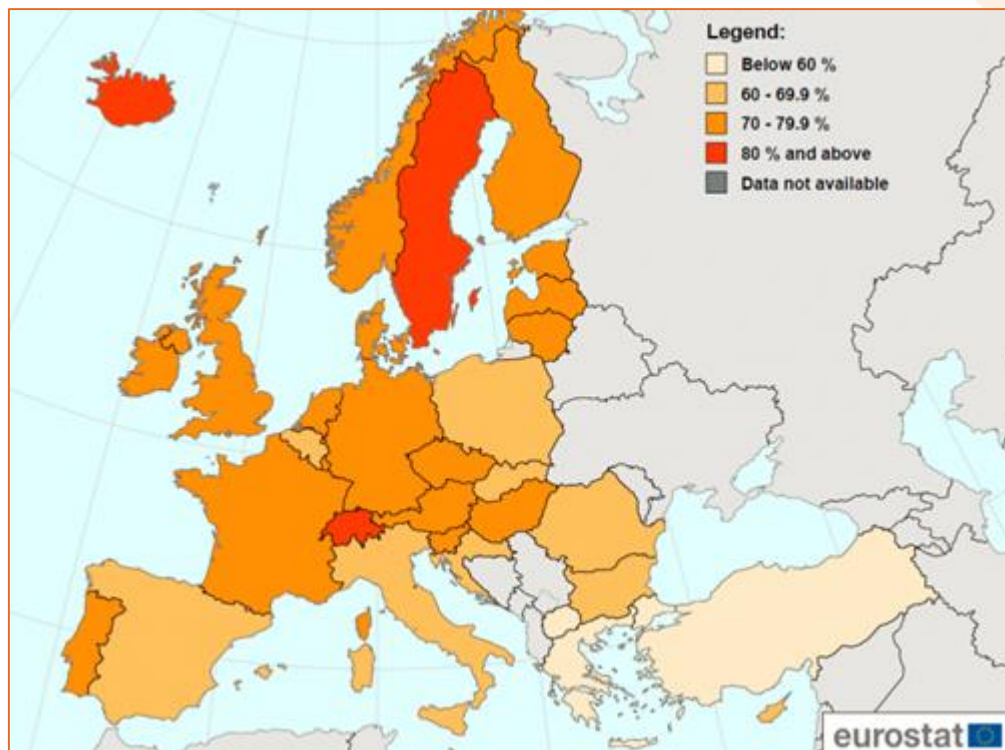 Legend:
Below 60 %
60 - 69.9 %
70 - 79.9 %
80 % and above
Data not available
eurostat